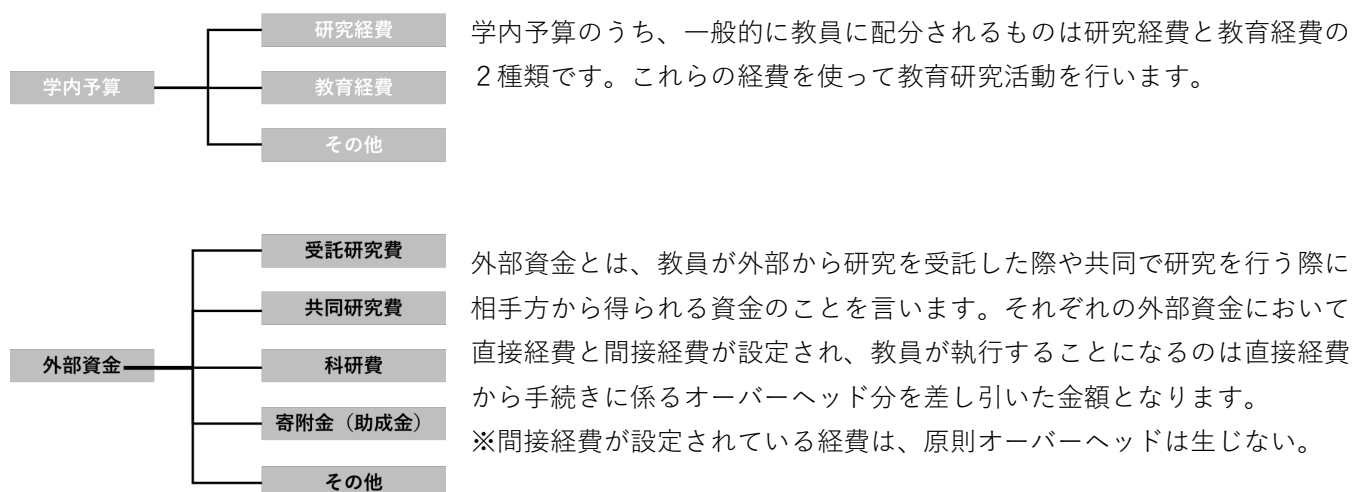 研究経費
学内予算
教育経費
その他
学内予算のうち、一般的に教員に配分されるものは研究経費と教育経費の
２種類です。これらの経費を使って教育研究活動を行います。
受託研究費
共同研究費
外部資金
科研費
寄附金（助成金）
その他
外部資金とは、教員が外部から研究を受託した際や共同で研究を行う際に
相手方から得られる資金のことを言います。それぞれの外部資金において
直接経費と間接経費が設定され、教員が執行することになるのは直接経費
から手続きに係るオーバーヘッド分を差し引いた金額となります。
※間接経費が設定されている経費は、原則オーバーヘッドは生じない。